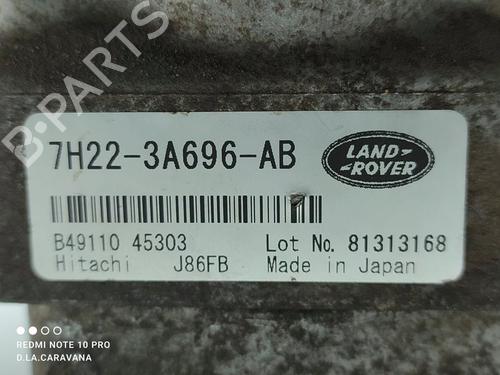 B-PARTS
7H22-3A696-AB
LAND-
-ROVER
B49110 45303
Lot No. 81313168
Hitachi J86FB
Made in Japan
REDMI NOTE 10 PRO
D.LA.CARAVANA